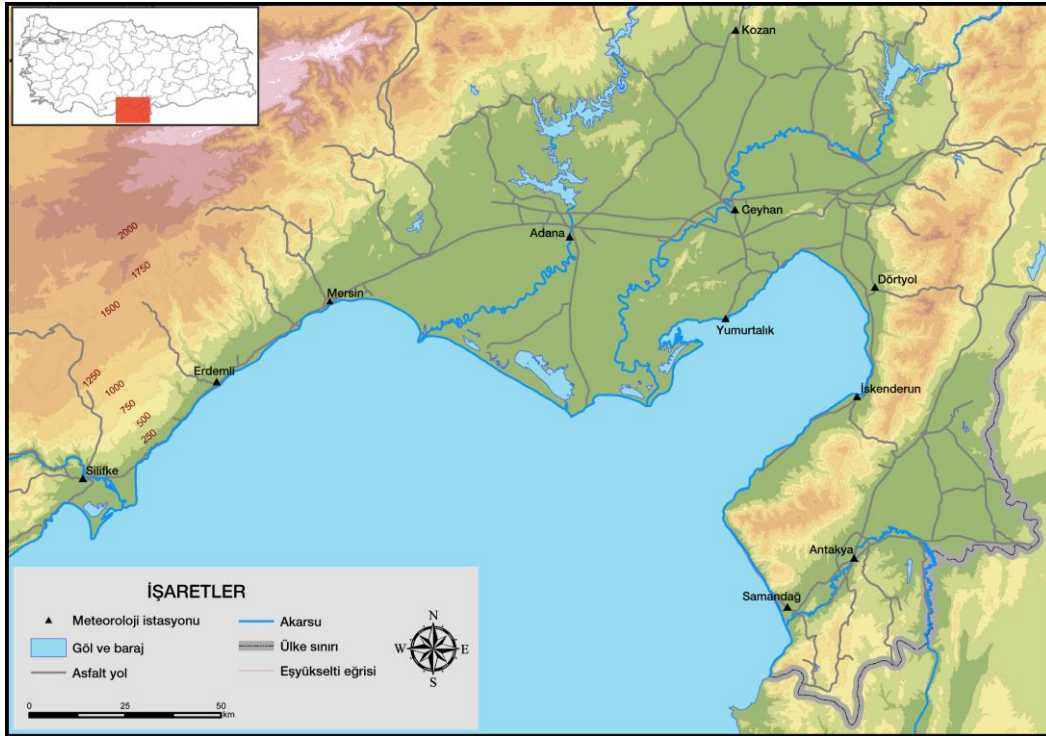 Kozan
Ceyhan
Adana
2000
1750
Dörtyol
1500
Mersin
Yumurtalık
Erdemli
1250
1000
İskenderun
750
500
250
Silifke
Antakya
Samandağ
İŞARETLER
Meteoroloji istasyonu
Göl ve baraj
Asfalt yol
Akarsu
Ülke sınırı
Eşyükselti eğrisi
N
W E
S
0 25 50
km